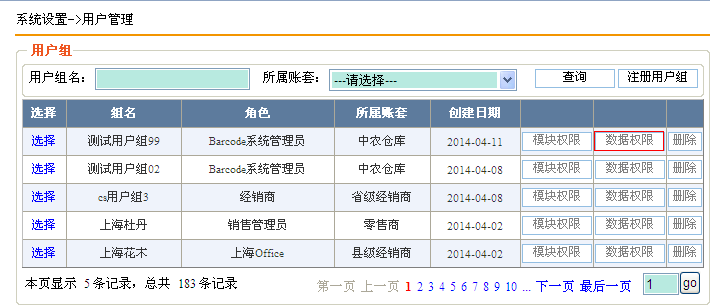 系统设置->用户管理
用户组
用户组名： 所属账套： ---请选择--- 查询 注册用户组
选择 组名 角色 所属账套 创建日期
选择 测试用户组99 Barcode系统管理员 中农仓库 2014-04-11 模块权限 数据权限 删除
选择 测试用户组02 Barcode系统管理员 中农仓库 2014-04-08 模块权限 数据权限 删除
选择 cs用户组3 经销商 省级经销商 2014-04-08 模块权限 数据权限 删除
选择 上海杜丹 销售管理员 零售商 2014-04-02 模块权限 数据权限 删除
选择 上海花木 上海Office 县级经销商 2014-04-02 模块权限 数据权限 删除
本页显示 5条记录，总共 183条记录 第一页 上一页 1 2 3 4 5 6 7 8 9 10 ... 下一页 最后一页 1 go